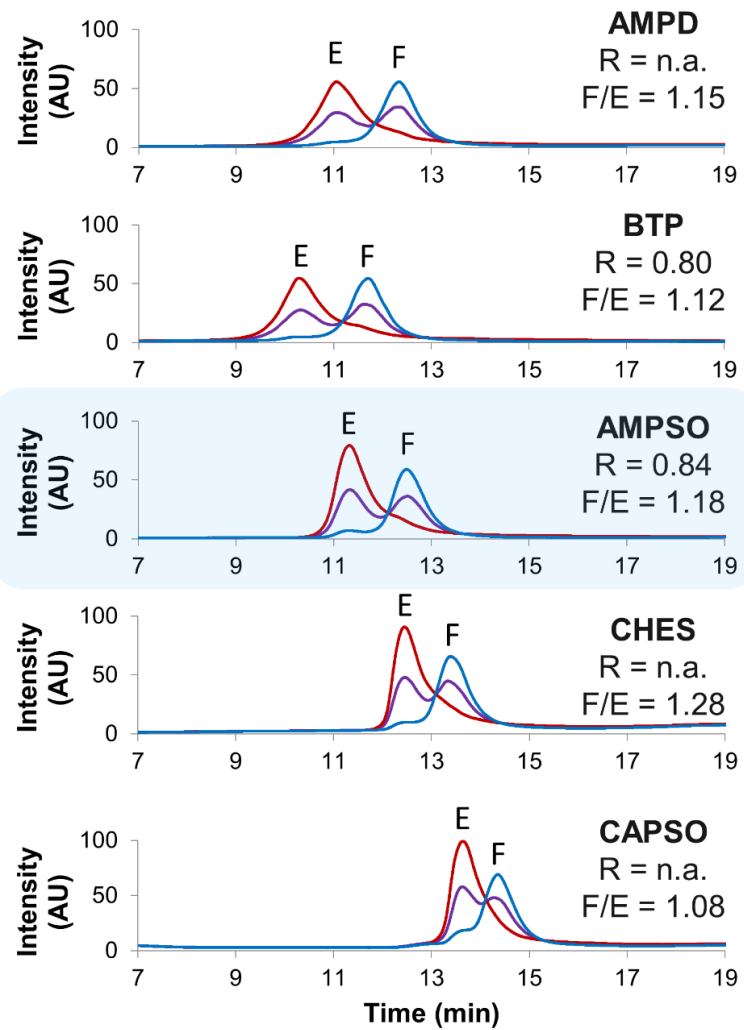 Intensity
(AU)
100
50
0
E
F
AMPD
R = n.a.
F/E = 1.15
7 9 11 13 15 17 19
Intensity
(AU)
100
50
0
E
F
BTP
R = 0.80
F/E = 1.12
7 9 11 13 15 17 19
Intensity
(AU)
100
50
0
E
F
AMPSO
R = 0.84
F/E = 1.18
7 9 11 13 15 17 19
Intensity
(AU)
100
50
0
E
F
CHES
R = n.a.
F/E = 1.28
7 9 11 13 15 17 19
Intensity
(AU)
100
50
0
E
F
CAPSO
R = n.a.
F/E = 1.08
7 9 11 13 15 17 19
Time (min)